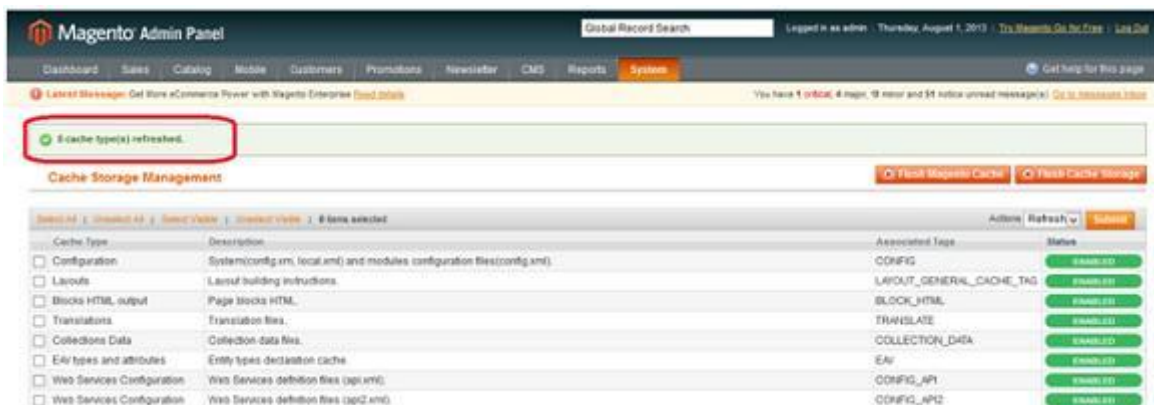 Magento Admin Panel
Global Record Search
Logged in as admin | Thursday, August 1, 2013 | Try Magento Go for Free | Log Out
Dashboard Sales Catalog Mobile Customers Promotions Newsletter CMS Reports System
Get help for this page
Latest Message: Get More eCommerce Power with Magento Enterprise Read details
You have 1 critical, 4 major, minor and 51 notice unread message(s). Go to messages inbox
8 cache type(s) refreshed.
Cache Storage Management
Flush Magento Cache Flush Cache Storage
Select All | Unselect All | Select Visible | Unselect Visible | 0 items selected
Actions Refresh Submit
Cache Type Description Associated Tags Status
Configuration System(config.xml, local.xml) and modules configuration files(config.xml). CONFIG ENABLED
Layouts Layout building instructions. LAYOUT_GENERAL_CACHE_TAG ENABLED
Blocks HTML output Page blocks HTML. BLOCK_HTML ENABLED
Translations Translation files. TRANSLATE ENABLED
Collections Data Collection data files. COLLECTION_DATA ENABLED
EAV types and attributes Entity types declaration cache. EAV ENABLED
Web Services Configuration Web Services definition files (api.xml). CONFIG_API ENABLED
Web Services Configuration Web Services definition files (api2.xml). CONFIG_API2 ENABLED